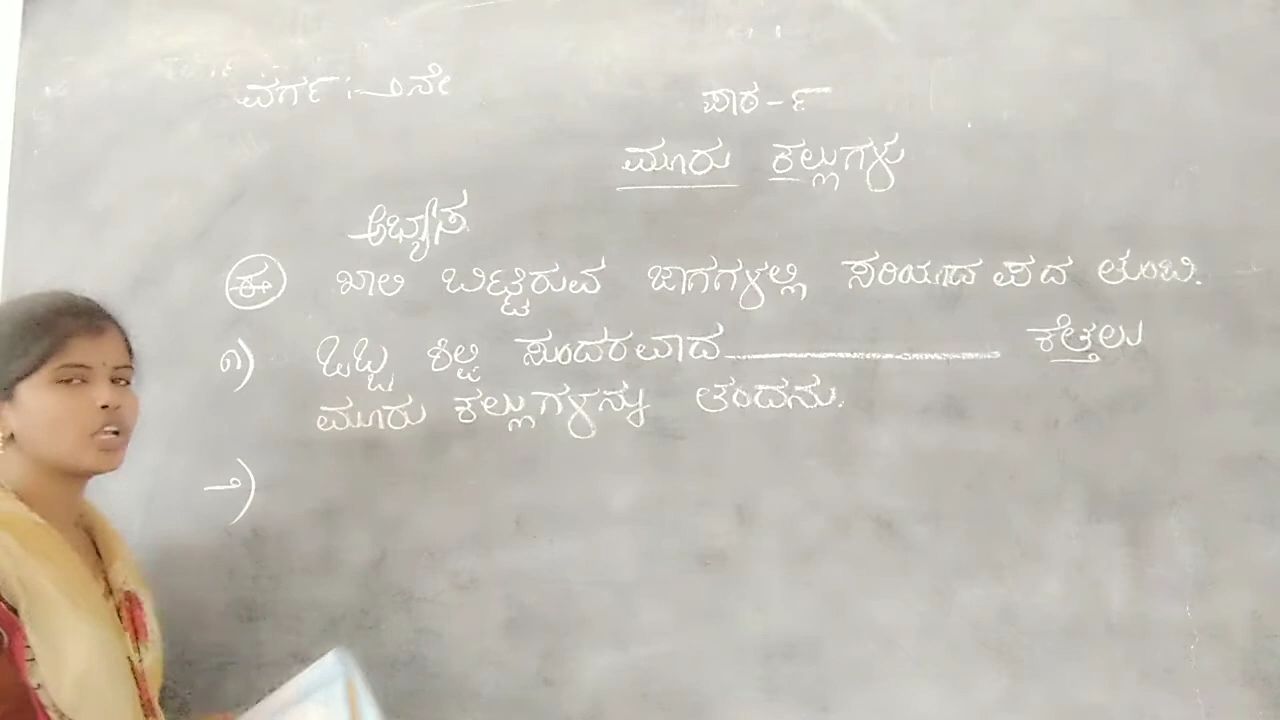 ವರ್ಗ :- ೨ನೇ
ಪಾಠ - ೯
ಮೂರು ಕಲ್ಲುಗಳು
ಅಭ್ಯಾಸ
ಈ ಖಾಲಿ ಬಿಟ್ಟಿರುವ ಜಾಗಗಳಲ್ಲಿ ಸರಿಯಾದ ಪದ ತುಂಬಿ.
೧) ಒಬ್ಬ ಶಿಲ್ಪಿ ಸುಂದರವಾದ ____________ ಕೆತ್ತಲು
ಮೂರು ಕಲ್ಲುಗಳನ್ನು ತಂದನು.
೨)